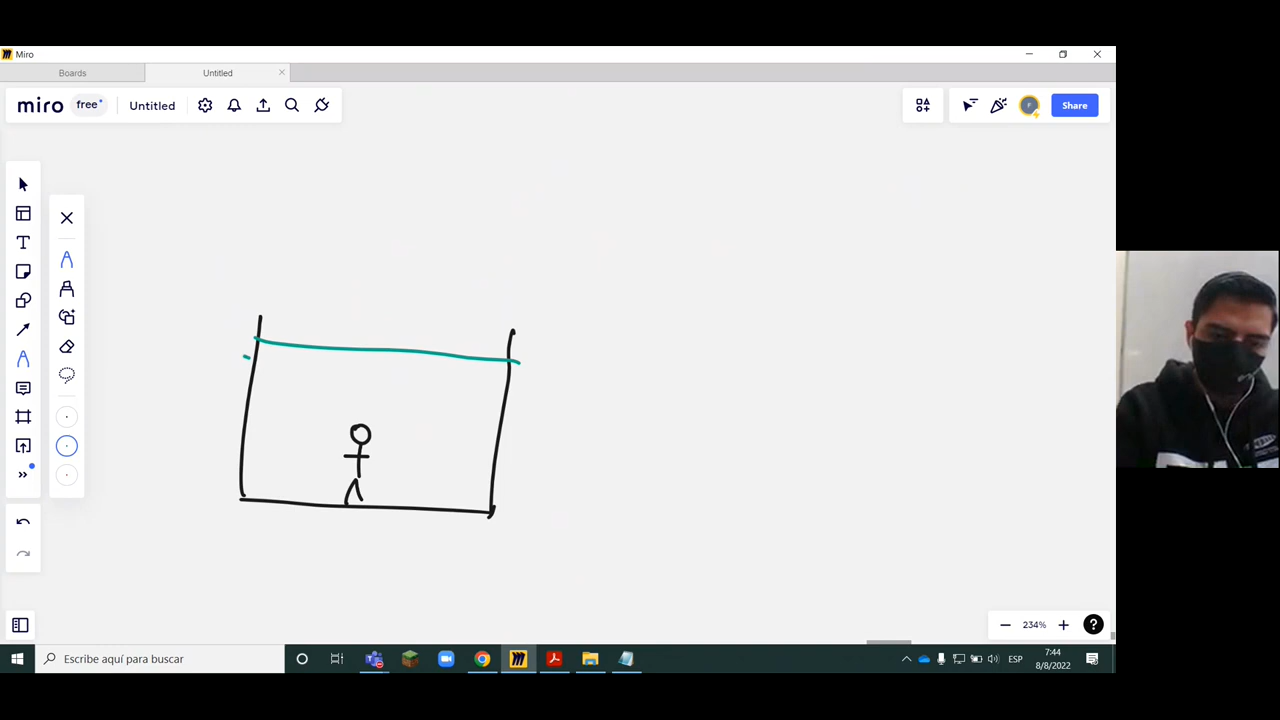 Miro
Boards
Untitled
miro
free
Untitled
Share
234%
Escribe aquí para buscar
ESP
7:44
8/8/2022